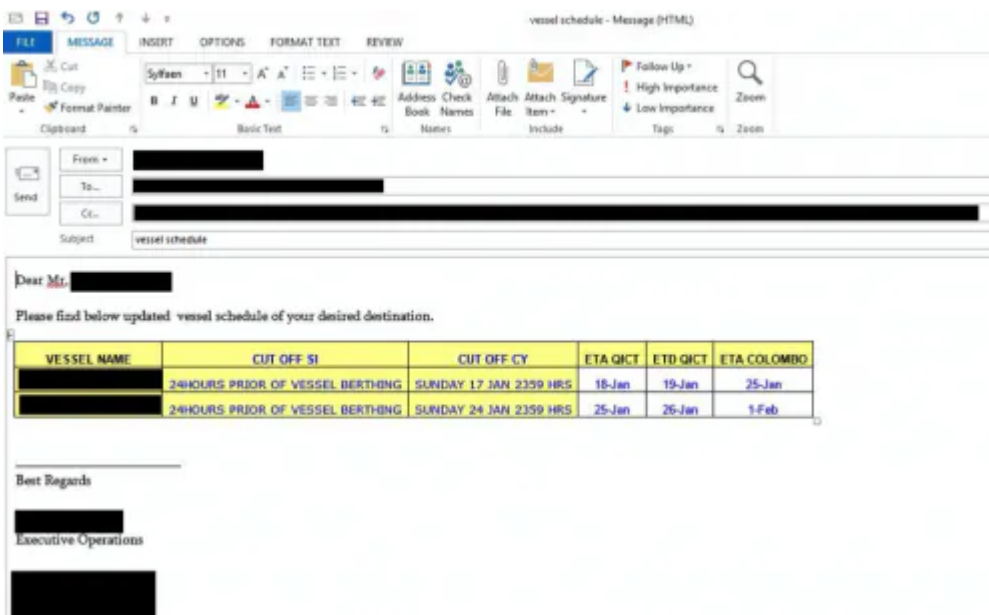 vessel schedule - Message (HTML)
FILE MESSAGE INSERT OPTIONS FORMAT TEXT REVIEW
Cut
Copy
Format Painter
Paste
Clipboard
Sylfaen 11
B I U
Basic Text
Address Book
Check Names
Names
Attach File
Attach Item
Signature
Include
Follow Up
High Importance
Low Importance
Tags
Zoom
Zoom
Send
From
To...
Cc...
Subject vessel schedule
Dear Mr.
Please find below updated vessel schedule of your desired destination.
VESSEL NAME CUT OFF SI CUT OFF CY ETA QICT ETD QICT ETA COLOMBO
24HOURS PRIOR OF VESSEL BERTHING SUNDAY 17 JAN 2359 HRS 18-Jan 19-Jan 25-Jan
24HOURS PRIOR OF VESSEL BERTHING SUNDAY 24 JAN 2359 HRS 25-Jan 26-Jan 1-Feb
Best Regards
Executive Operations